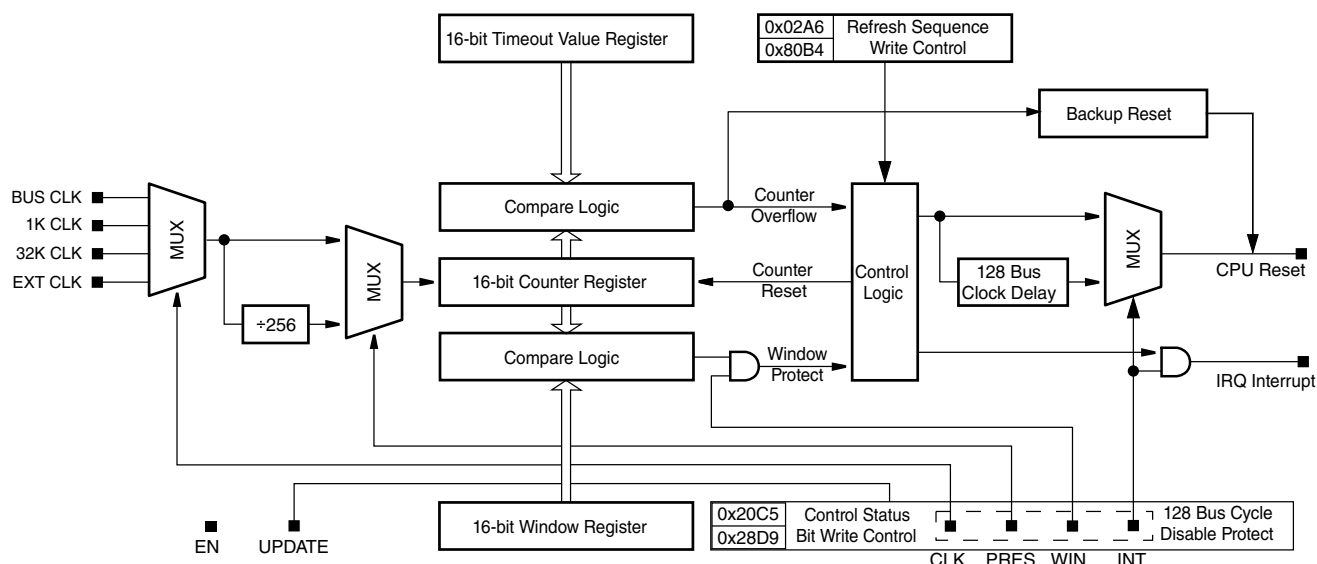 16-bit Timeout Value Register
0x02A6 Refresh Sequence
0x80B4 Write Control
Backup Reset
BUS CLK
1K CLK
32K CLK
EXT CLK
MUX
÷256
MUX
Compare Logic
16-bit Counter Register
Compare Logic
Counter
Overflow
Counter
Reset
Window
Protect
Control
Logic
128 Bus
Clock Delay
MUX
CPU Reset
IRQ Interrupt
16-bit Window Register
EN
UPDATE
0x20C5 Control Status
0x28D9 Bit Write Control
128 Bus Cycle
Disable Protect
CLK PRES WIN INT